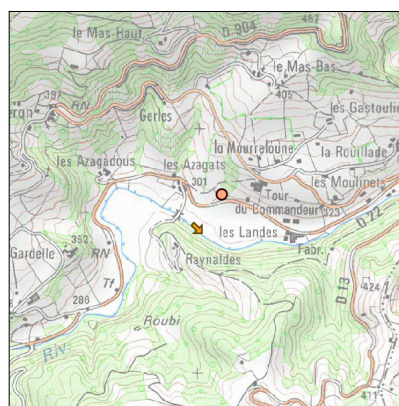 le Mas-Haut
D 904
457
le Mas-Bas
405
397
RN
les Gastoul
Gerles
la Mourreloune
la Rouillade
les Azagadous
les Azagats
301
les Moulinets
Tour
du Commandeur
323
D 22
les Landes
352
Fabr.
Gardelle
RN
Raynaldes
Tf
D 13
424
286
Roubi
RIV
411